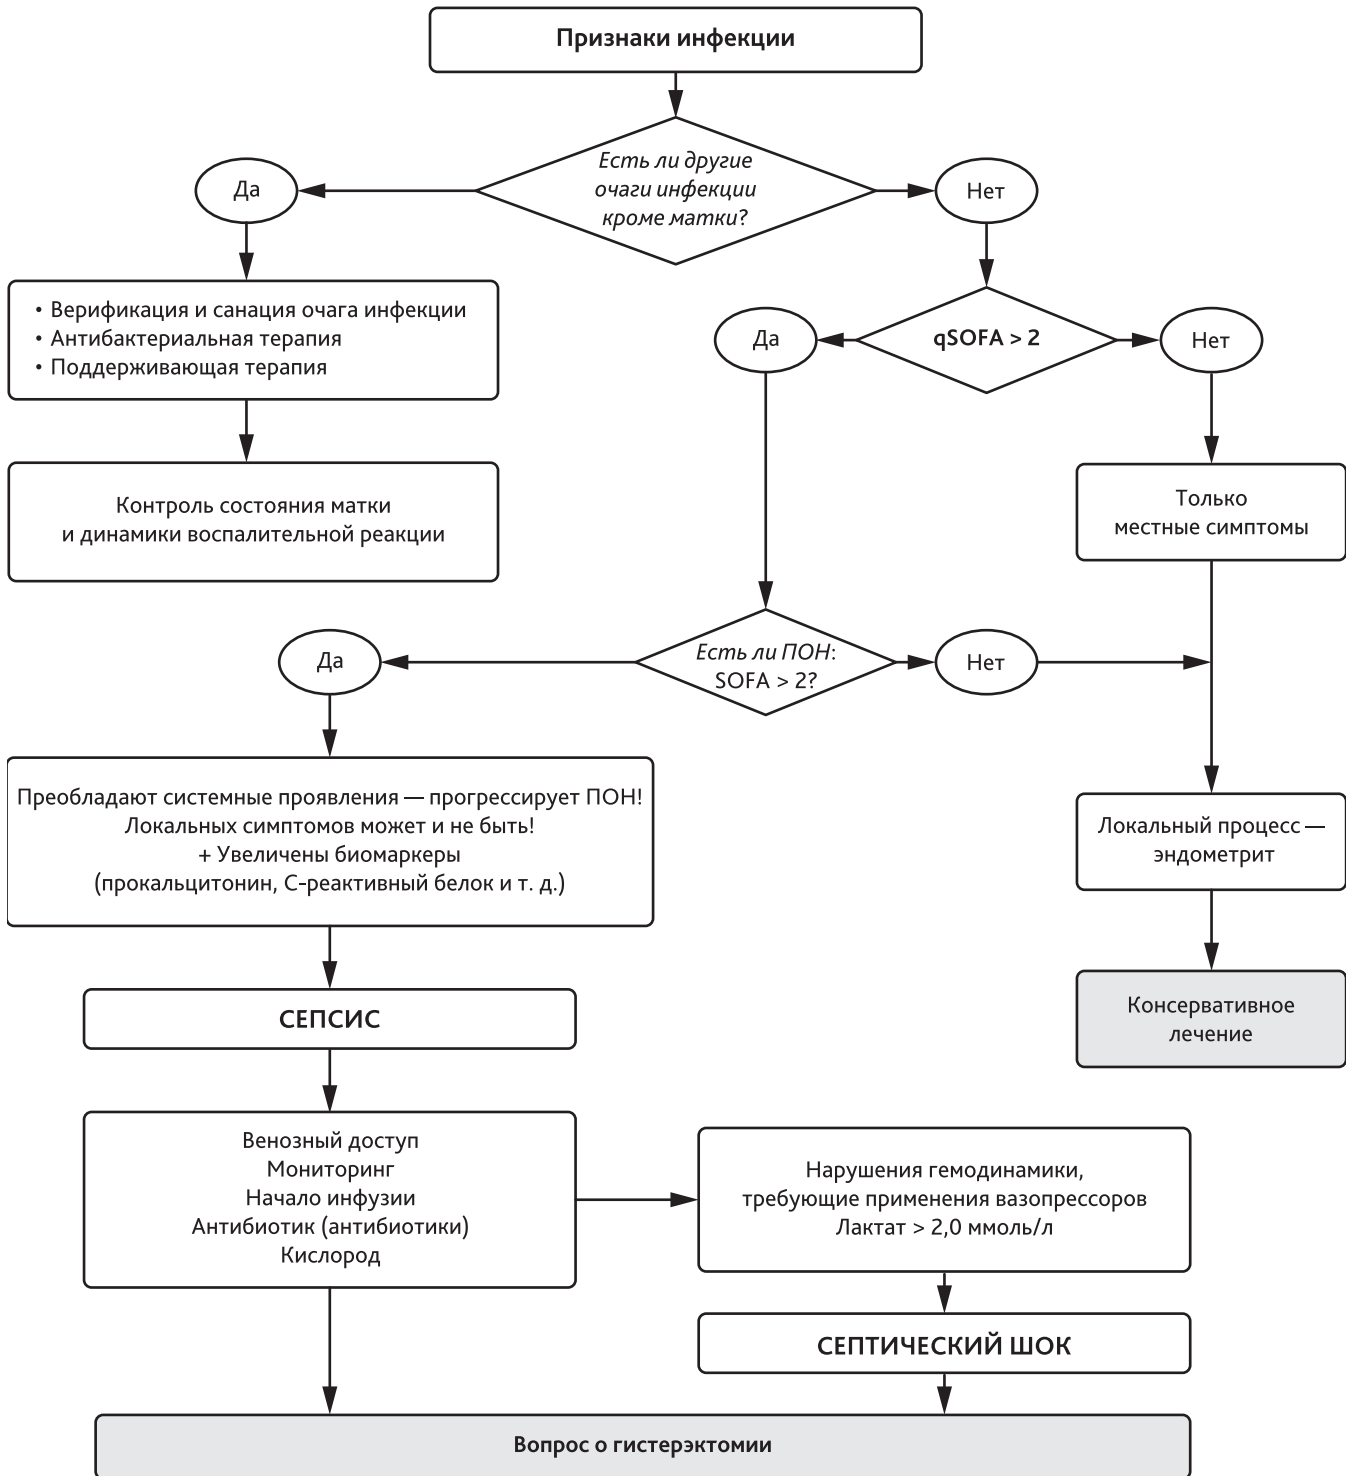 Признаки инфекции
Есть ли другие
очаги инфекции
кроме матки?
Да
Нет
• Верификация и санация очага инфекции
• Антибактериальная терапия
• Поддерживающая терапия
Да
qSOFA > 2
Нет
Контроль состояния матки
и динамики воспалительной реакции
Только
местные симптомы
Да
Есть ли ПОН:
SOFA > 2?
Нет
Преобладают системные проявления — прогрессирует ПОН!
Локальных симптомов может и не быть!
+ Увеличены биомаркеры
(прокальцитонин, С-реактивный белок и т. д.)
Локальный процесс —
эндометрит
СЕПСИС
Консервативное
лечение
Венозный доступ
Мониторинг
Начало инфузии
Антибиотик (антибиотики)
Кислород
Нарушения гемодинамики,
требующие применения вазопрессоров
Лактат > 2,0 ммоль/л
СЕПТИЧЕСКИЙ ШОК
Вопрос о гистерэктомии